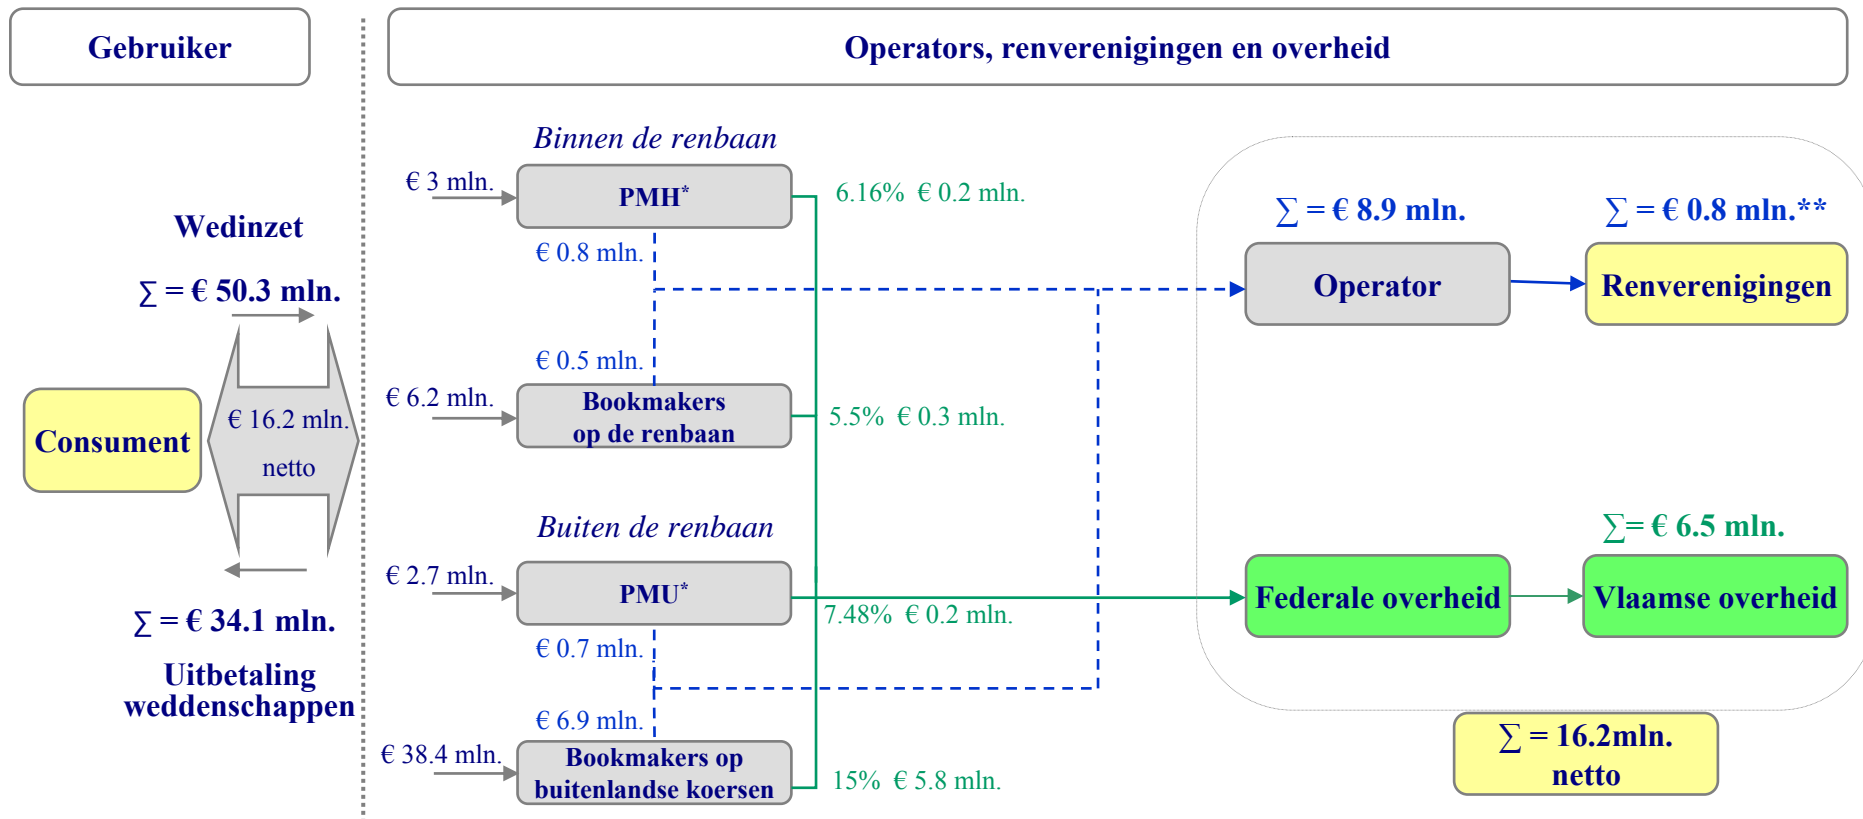 Gebruiker
Operators, renverenigingen en overheid
Wedinzet
∑ = € 50.3 mln.
Consument
€ 16.2 mln.
netto
∑ = € 34.1 mln.
Uitbetaling
weddenschappen
Binnen de renbaan
€ 3 mln.
PMH*
6.16% € 0.2 mln.
€ 0.8 mln.
€ 0.5 mln.
€ 6.2 mln.
Bookmakers
op de renbaan
5.5% € 0.3 mln.
Buiten de renbaan
€ 2.7 mln.
PMU*
7.48% € 0.2 mln.
€ 0.7 mln.
€ 6.9 mln.
€ 38.4 mln.
Bookmakers op
buitenlandse koersen
15% € 5.8 mln.
∑ = € 8.9 mln.
∑ = € 0.8 mln.**
Operator
Renverenigingen
∑= € 6.5 mln.
Federale overheid
Vlaamse overheid
∑ = 16.2mln.
netto